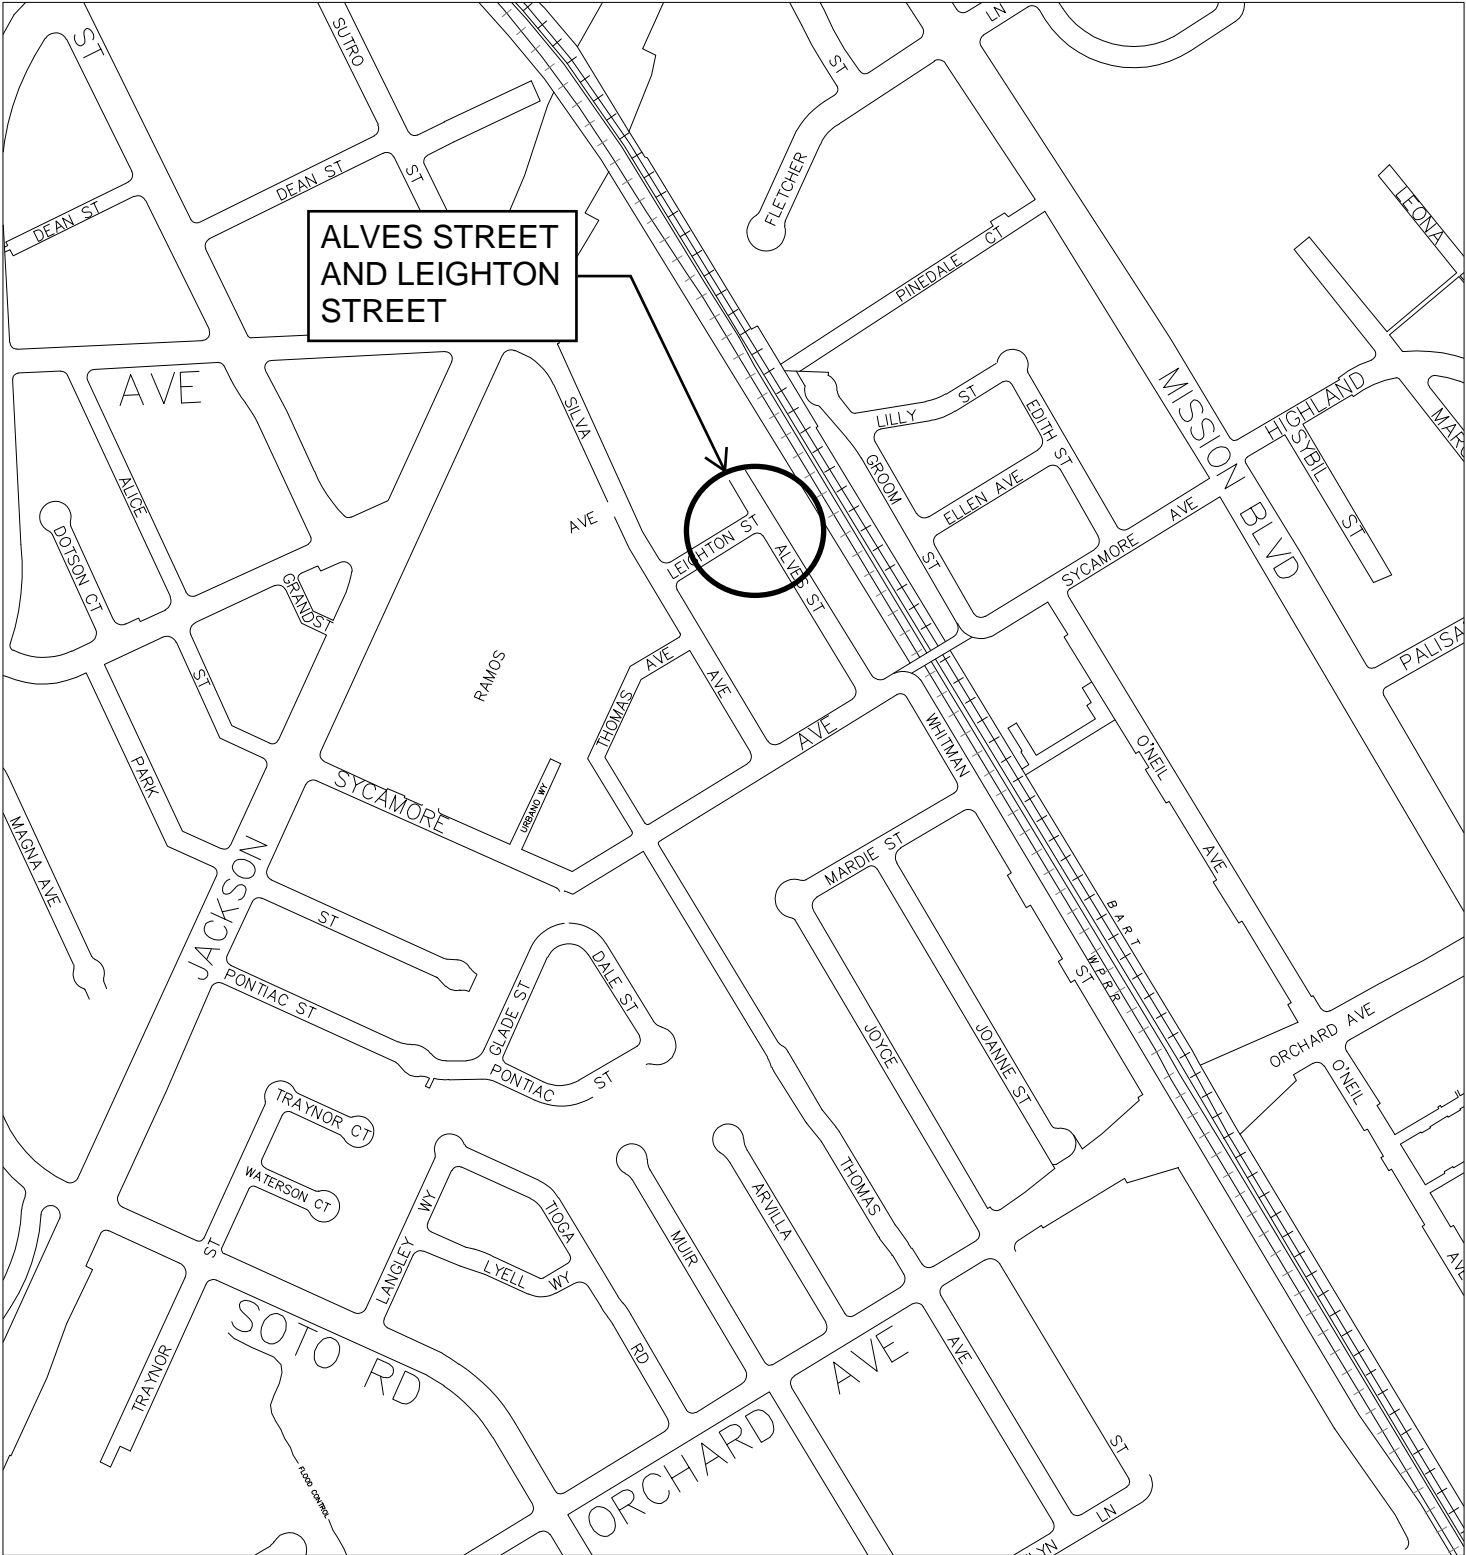 ST
SUTRO
LN
ST
DEAN ST
ST
FLETCHER
DEAN ST
LEONA
ALVES STREET
AND LEIGHTON
STREET
PINEDALE CT
AVE
SILVA
LILLY ST
EDITH ST
MISSION BLVD
HIGHLAND
SYBIL ST
ALICE
AVE
GROOM
ELLEN AVE
AVE
SYCAMORE
DOTSON CT
LEIGHTON ST
ALVES ST
ST
GRAND ST
PALISA
ST
RAMOS
THOMAS AVE
AVE
AVE
WHITMAN
PARK
SYCAMORE
URBANO WY
O'NEIL
AVE
MAGNA AVE
JACKSON
ST
MARDIE ST
BART
WPRR
ST
PONTIAC ST
GLADE ST
DALE ST
PONTIAC ST
JOYCE
JOANNE ST
ORCHARD AVE
O'NEIL
TRAYNOR CT
WATERSON CT
ST
LANGLEY WY
TIOGA
LYELL WY
MUIR
ARVILLA
THOMAS
AVE
SOTO RD
TRAYNOR
RD
AVE
AVE
ORCHARD
ST
LN
FLOOD CONTROL